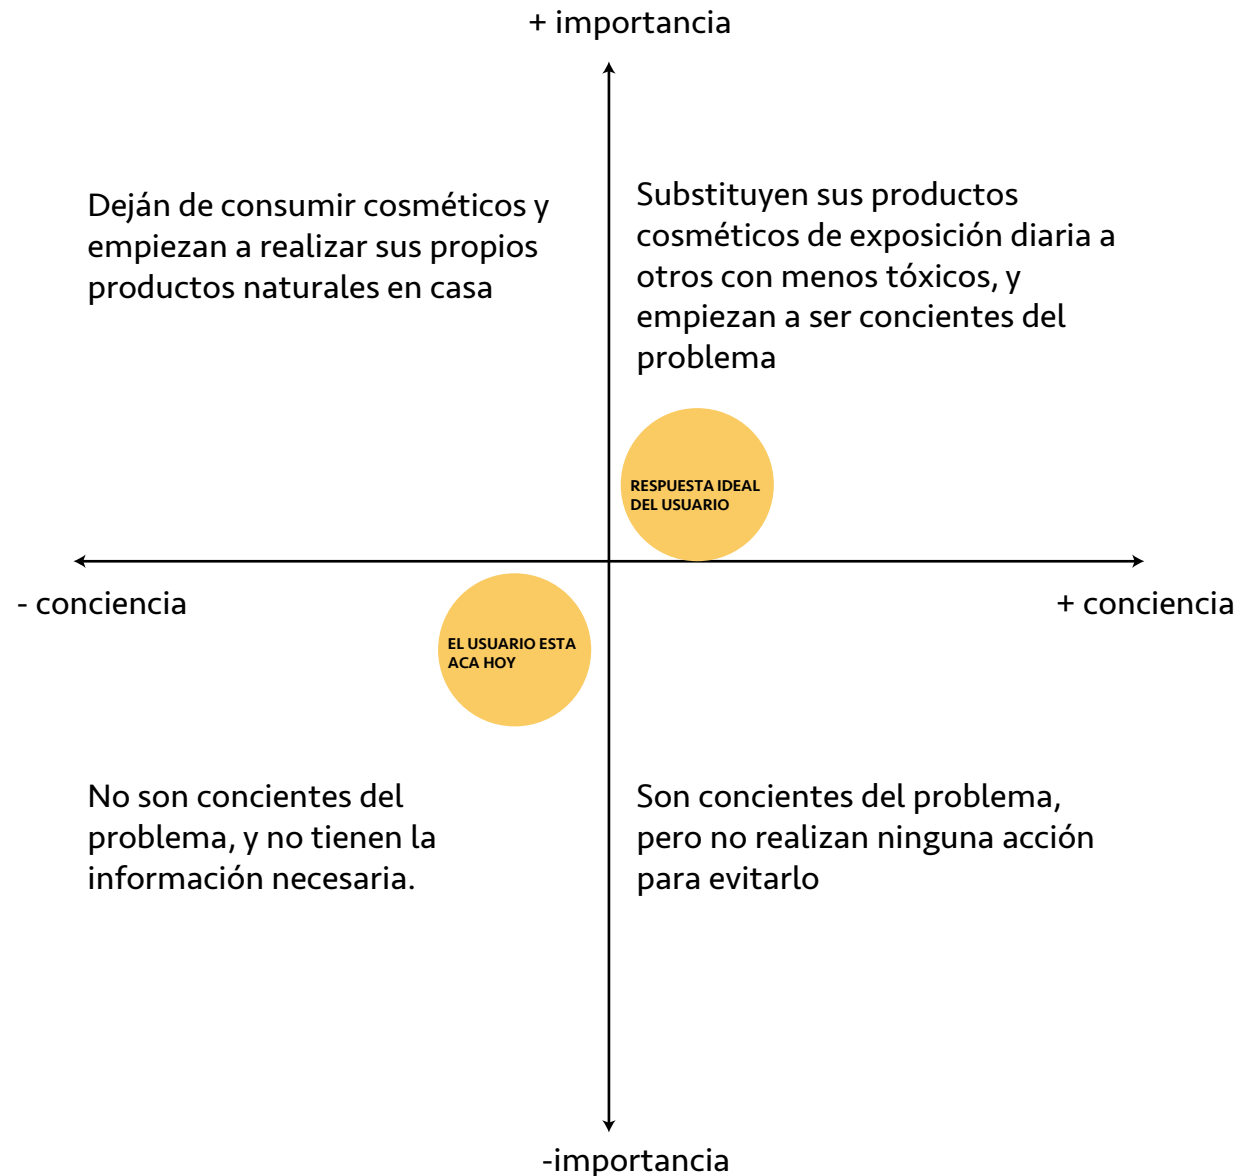 + importancia
Deján de consumir cosméticos y
empiezan a realizar sus propios
productos naturales en casa
Substituyen sus productos
cosméticos de exposición diaria a
otros con menos tóxicos, y
empiezan a ser concientes del
problema
RESPUESTA IDEAL
DEL USUARIO
- conciencia
+ conciencia
EL USUARIO ESTA
ACA HOY
No son concientes del
problema, y no tienen la
información necesaria.
Son concientes del problema,
pero no realizan ninguna acción
para evitarlo
-importancia